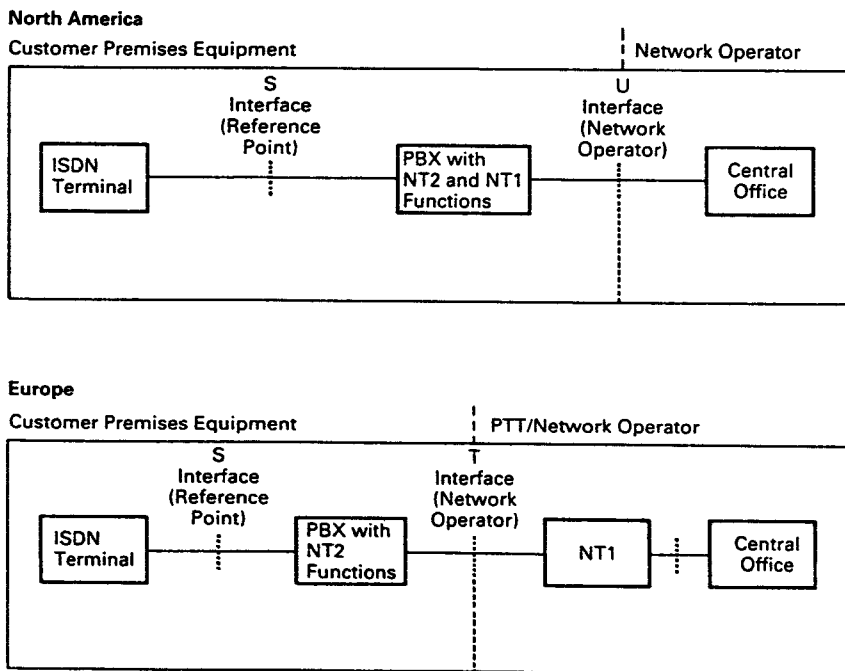 North America
Customer Premises Equipment
Network Operator
S
Interface
(Reference
Point)
U
Interface
(Network
Operator)
ISDN
Terminal
PBX with
NT2 and NT1
Functions
Central
Office
Europe
Customer Premises Equipment
PTT/Network Operator
S
Interface
(Reference
Point)
T
Interface
(Network
Operator)
ISDN
Terminal
PBX with
NT2
Functions
NT1
Central
Office